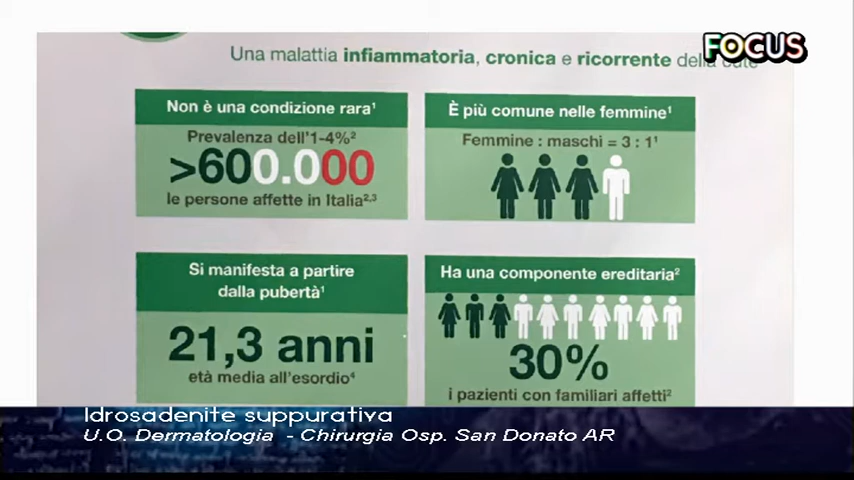 FOCUS
Una malattia infiammatoria, cronica e ricorrente della cute
Non è una condizione rara¹
Prevalenza dell'1-4%²
>600.000
le persone affette in Italia²,³
È più comune nelle femmine¹
Femmine : maschi = 3 : 1¹
Si manifesta a partire
dalla pubertà¹
21,3 anni
età media all'esordio⁴
Ha una componente ereditaria²
30%
i pazienti con familiari affetti²
Idrosadenite suppurativa
U.O. Dermatologia - Chirurgia Osp. San Donato AR